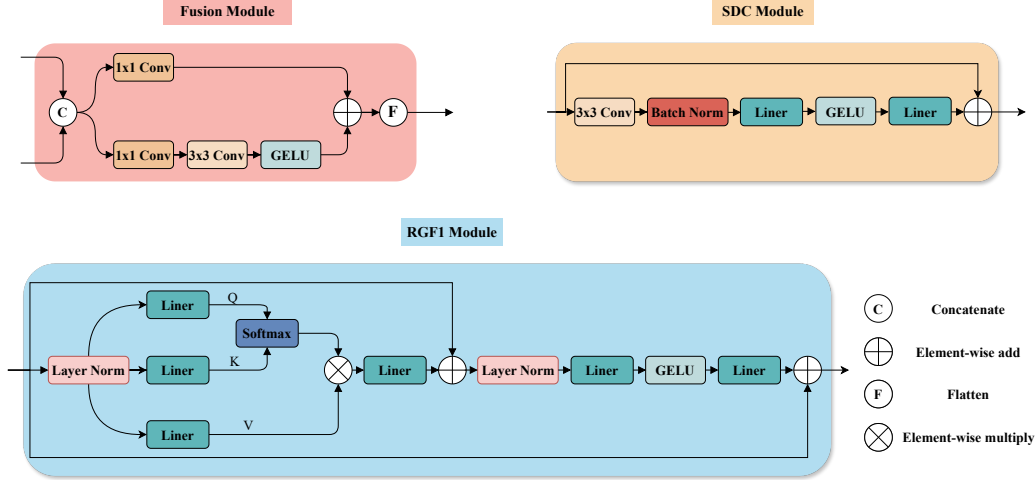 Fusion Module
SDC Module
1x1 Conv
C
F
1x1 Conv
3x3 Conv
GELU
3x3 Conv
Batch Norm
Liner
GELU
Liner
RGF1 Module
Liner
Q
Softmax
Layer Norm
Liner
K
Liner
Layer Norm
Liner
GELU
Liner
Liner
V
C
Concatenate
Element-wise add
F
Flatten
Element-wise multiply